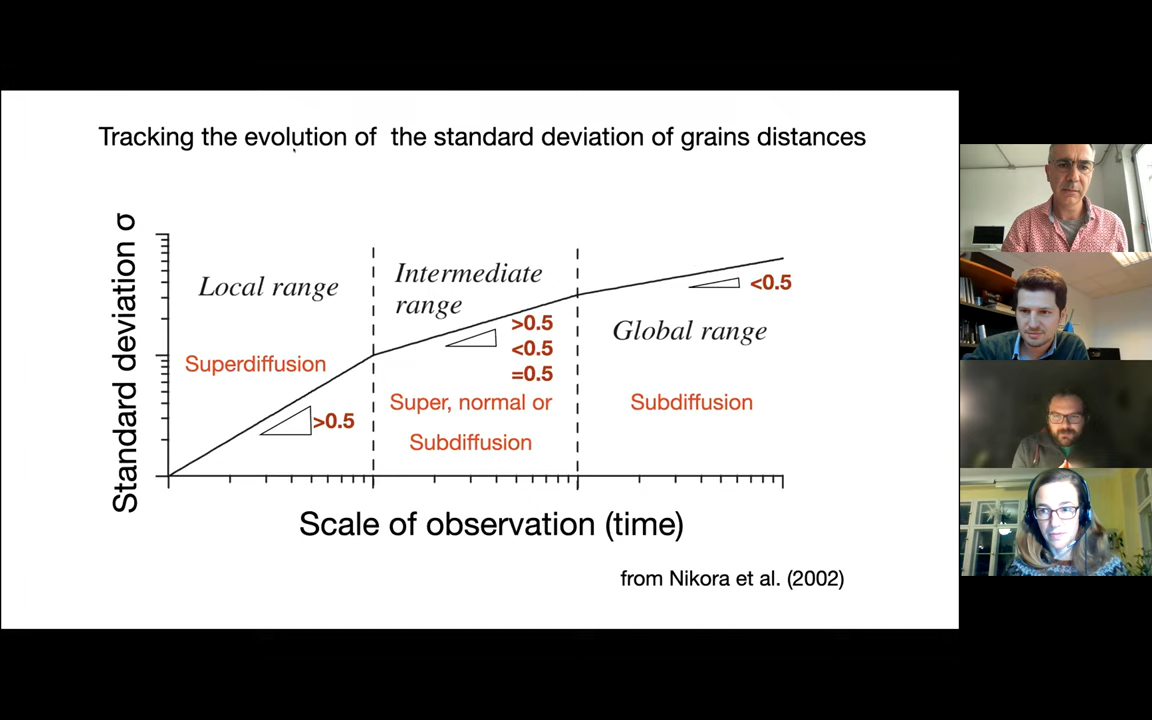 Tracking the evolution of the standard deviation of grains distances
Standard deviation σ
Local range
Superdiffusion
>0.5
Intermediate
range
>0.5
<0.5
=0.5
Super, normal or
Subdiffusion
<0.5
Global range
Subdiffusion
Scale of observation (time)
from Nikora et al. (2002)